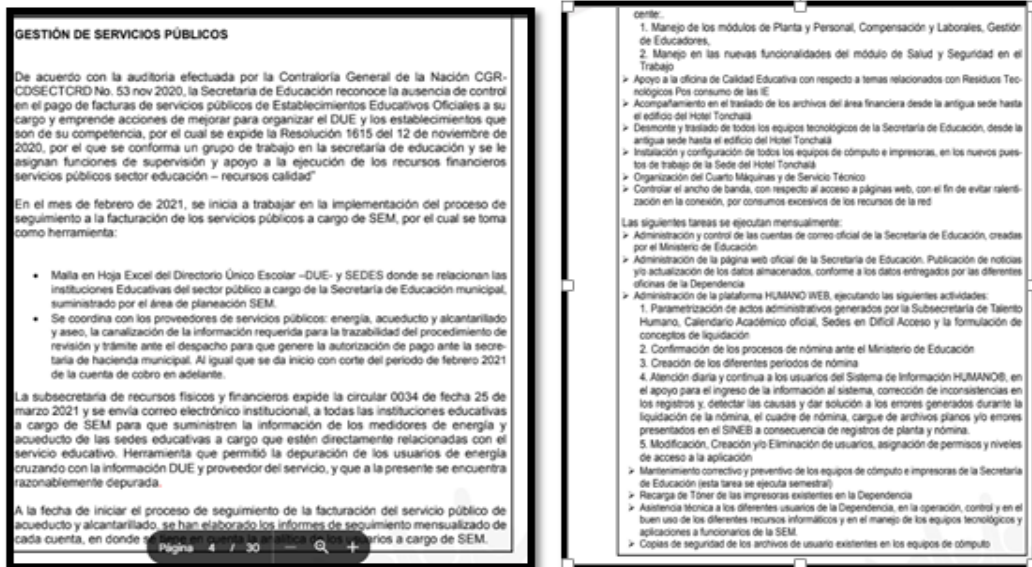 GESTIÓN DE SERVICIOS PÚBLICOS
De acuerdo con la auditoria efectuada por la Contraloría General de la Nación CGR-
CDSECTCRD No. 53 nov 2020, la Secretaria de Educación reconoce la ausencia de control
en el pago de facturas de servicios públicos de Establecimientos Educativos Oficiales a su
cargo y emprende acciones de mejorar para organizar el DUE y los establecimientos que
son de su competencia, por el cual se expide la Resolución 1615 del 12 de noviembre de
2020, por el que se conforma un grupo de trabajo en la secretaria de educación y se le
asignan funciones de supervisión y apoyo a la ejecución de los recursos financieros
servicios públicos sector educación – recursos calidad"
En el mes de febrero de 2021, se inicia a trabajar en la implementación del proceso de
seguimiento a la facturación de los servicios públicos a cargo de SEM, por el cual se toma
como herramienta:
• Malla en Hoja Excel del Directorio Único Escolar –DUE- y SEDES donde se relacionan las
instituciones Educativas del sector público a cargo de la Secretaria de Educación municipal,
suministrado por el área de planeación SEM.
• Se coordina con los proveedores de servicios públicos: energía, acueducto y alcantarillado
y aseo, la canalización de la información requerida para la trazabilidad del procedimiento de
revisión y trámite ante el despacho para que genere la autorización de pago ante la secre-
taria de hacienda municipal. Al igual que se da inicio con corte del periodo de febrero 2021
de la cuenta de cobro en adelante.
La subsecretaria de recursos físicos y financieros expide la circular 0034 de fecha 25 de
marzo 2021 y se envía correo electrónico institucional, a todas las instituciones educativas
a cargo de SEM para que suministren la información de los medidores de energía y
acueducto de las sedes educativas a cargo que estén directamente relacionadas con el
servicio educativo. Herramienta que permitió la depuración de los usuarios de energía
cruzando con la información DUE y proveedor del servicio, y que a la presente se encuentra
razonablemente depurada.
A la fecha de iniciar el proceso de seguimiento de la facturación del servicio público de
acueducto y alcantarillado, se han elaborado los informes de seguimiento mensualizado de
cada cuenta, en donde se tiene en cuenta la analítica de los usuarios a cargo de SEM.
Página 4 / 30
cente:.
1. Manejo de los módulos de Planta y Personal, Compensación y Laborales, Gestión
de Educadores,
2. Manejo en las nuevas funcionalidades del módulo de Salud y Seguridad en el
Trabajo
➤ Apoyo a la oficina de Calidad Educativa con respecto a temas relacionados con Residuos Tec-
nológicos Pos consumo de las IE
➤ Acompañamiento en el traslado de los archivos del área financiera desde la antigua sede hasta
el edificio del Hotel Tonchalá
➤ Desmonte y traslado de todos los equipos tecnológicos de la Secretaría de Educación, desde la
antigua sede hasta el edificio del Hotel Tonchalá
➤ Instalación y configuración de todos los equipos de cómputo e impresoras, en los nuevos pues-
tos de trabajo de la Sede del Hotel Tonchalá
➤ Organización del Cuarto Máquinas y de Servicio Técnico
➤ Controlar el ancho de banda, con respecto al acceso a páginas web, con el fin de evitar ralenti-
zación en la conexión, por consumos excesivos de los recursos de la red
Las siguientes tareas se ejecutan mensualmente:
➤ Administración y control de las cuentas de correo oficial de la Secretaría de Educación, creadas
por el Ministerio de Educación
➤ Administración de la página web oficial de la Secretaría de Educación. Publicación de noticias
y/o actualización de los datos almacenados, conforme a los datos entregados por las diferentes
oficinas de la Dependencia
➤ Administración de la plataforma HUMANO WEB, ejecutando las siguientes actividades:
1. Parametrización de actos administrativos generados por la Subsecretaría de Talento
Humano, Calendario Académico oficial, Sedes en Difícil Acceso y la formulación de
conceptos de liquidación
2. Confirmación de los procesos de nómina ante el Ministerio de Educación
3. Creación de los diferentes periodos de nómina
4. Atención diaria y continua a los usuarios del Sistema de Información HUMANO®, en
el apoyo para el ingreso de la información al sistema, corrección de inconsistencias en
los registros y, detectar las causas y dar solución a los errores generados durante la
liquidación de la nómina, el cuadre de nómina, cargue de archivos planos y/o errores
presentados en el SINEB a consecuencia de registros de planta y nómina.
5. Modificación, Creación y/o Eliminación de usuarios, asignación de permisos y niveles
de acceso a la aplicación
➤ Mantenimiento correctivo y preventivo de los equipos de cómputo e impresoras de la Secretaría
de Educación (esta tarea se ejecuta semestral)
➤ Recarga de Tóner de las impresoras existentes en la Dependencia
➤ Asistencia técnica a los diferentes usuarios de la Dependencia, en la operación, control y en el
buen uso de los diferentes recursos informáticos y en el manejo de los equipos tecnológicos y
aplicaciones a funcionarios de la SEM.
➤ Copias de seguridad de los archivos de usuario existentes en los equipos de cómputo